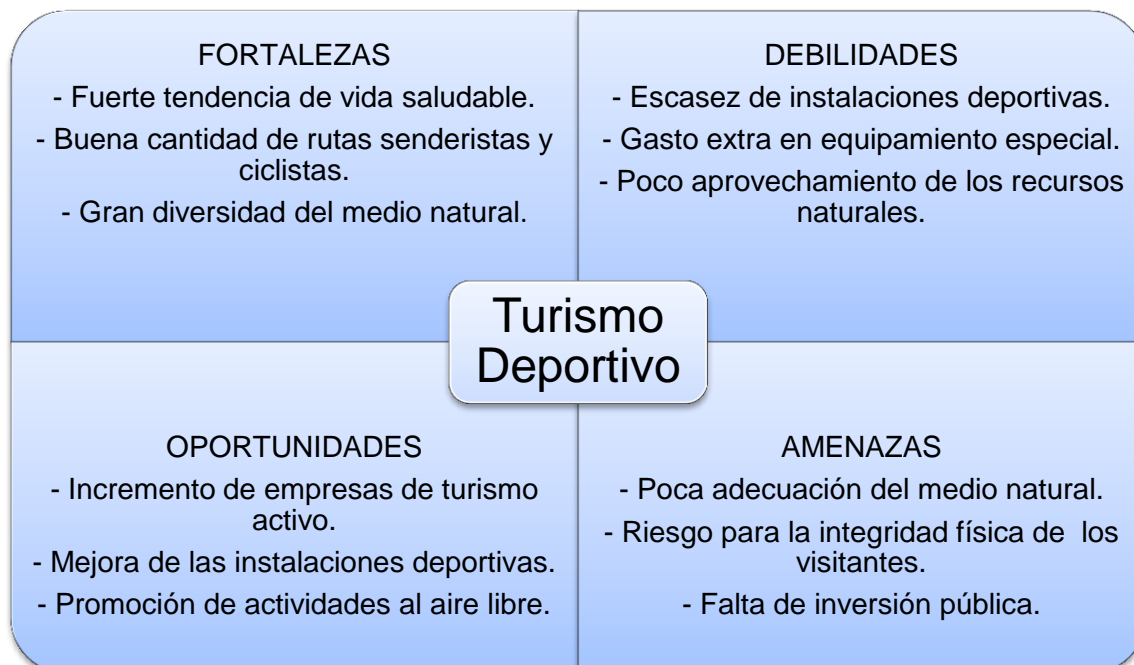 FORTALEZAS
- Fuerte tendencia de vida saludable.
- Buena cantidad de rutas senderistas y
ciclistas.
- Gran diversidad del medio natural.
DEBILIDADES
- Escasez de instalaciones deportivas.
- Gasto extra en equipamiento especial.
- Poco aprovechamiento de los recursos
naturales.
Turismo
Deportivo
OPORTUNIDADES
- Incremento de empresas de turismo
activo.
- Mejora de las instalaciones deportivas.
- Promoción de actividades al aire libre.
AMENAZAS
- Poca adecuación del medio natural.
- Riesgo para la integridad física de los
visitantes.
- Falta de inversión pública.